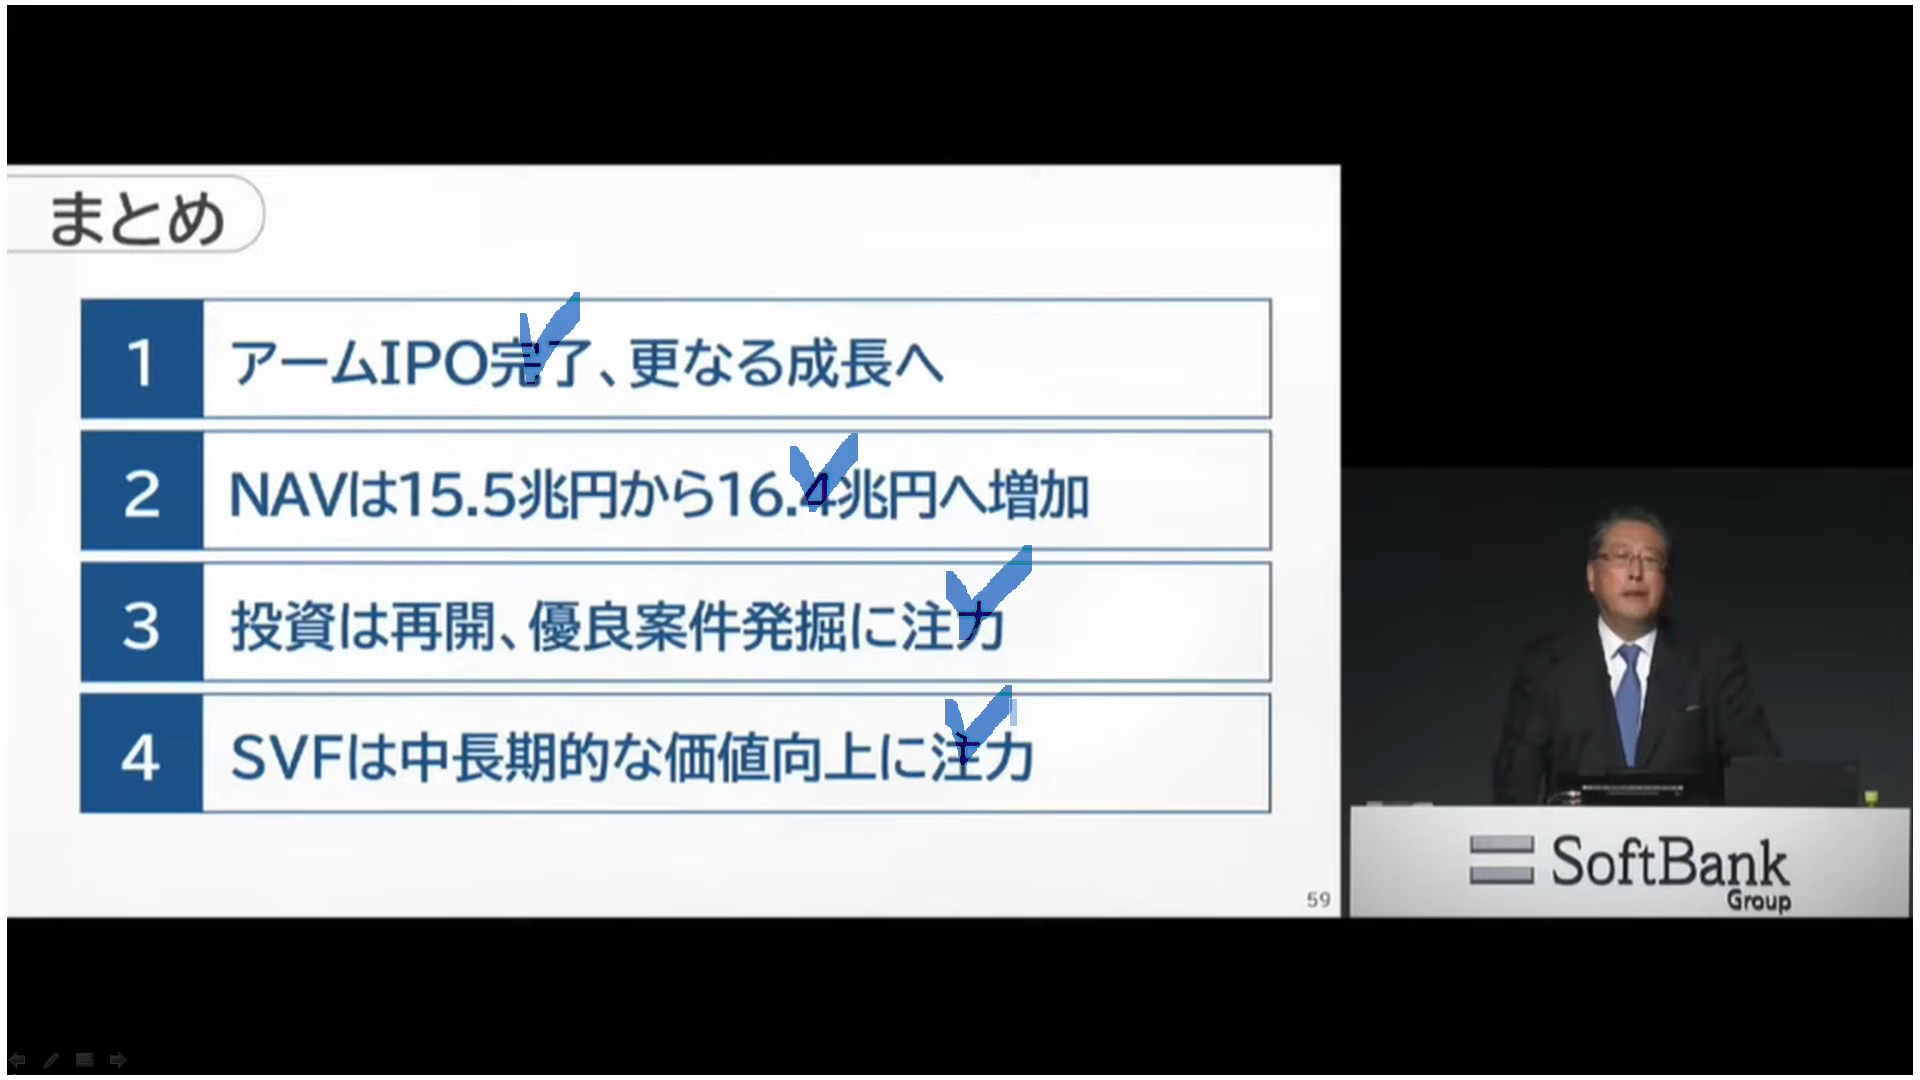 まとめ
1 アームIPO完了、更なる成長へ
2 NAVは15.5兆円から16.4兆円へ増加
3 投資は再開、優良案件発掘に注力
4 SVFは中長期的な価値向上に注力
59
SoftBank
Group